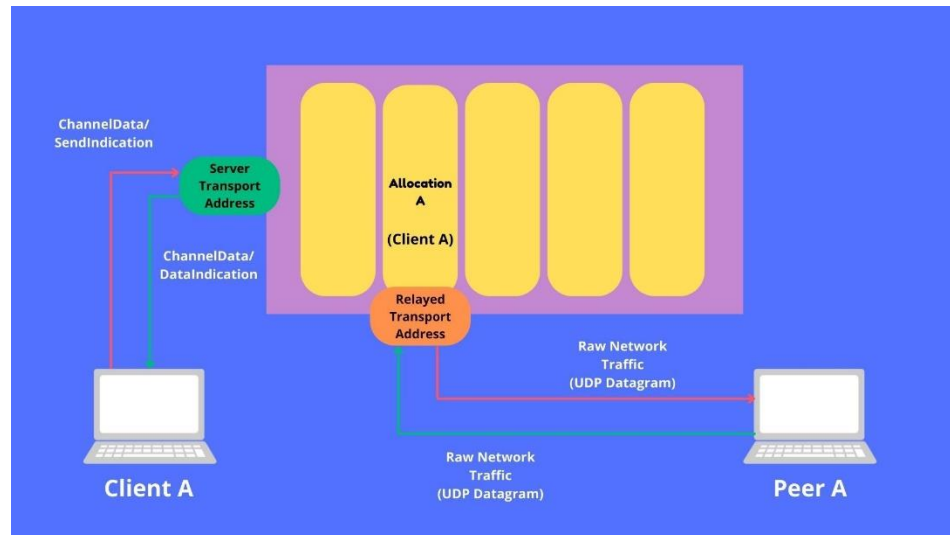 ChannelData/
SendIndication
Server
Transport
Address
ChannelData/
DataIndication
Allocation
A
(Client A)
Relayed
Transport
Address
Raw Network
Traffic
(UDP Datagram)
Raw Network
Traffic
(UDP Datagram)
Client A
Peer A